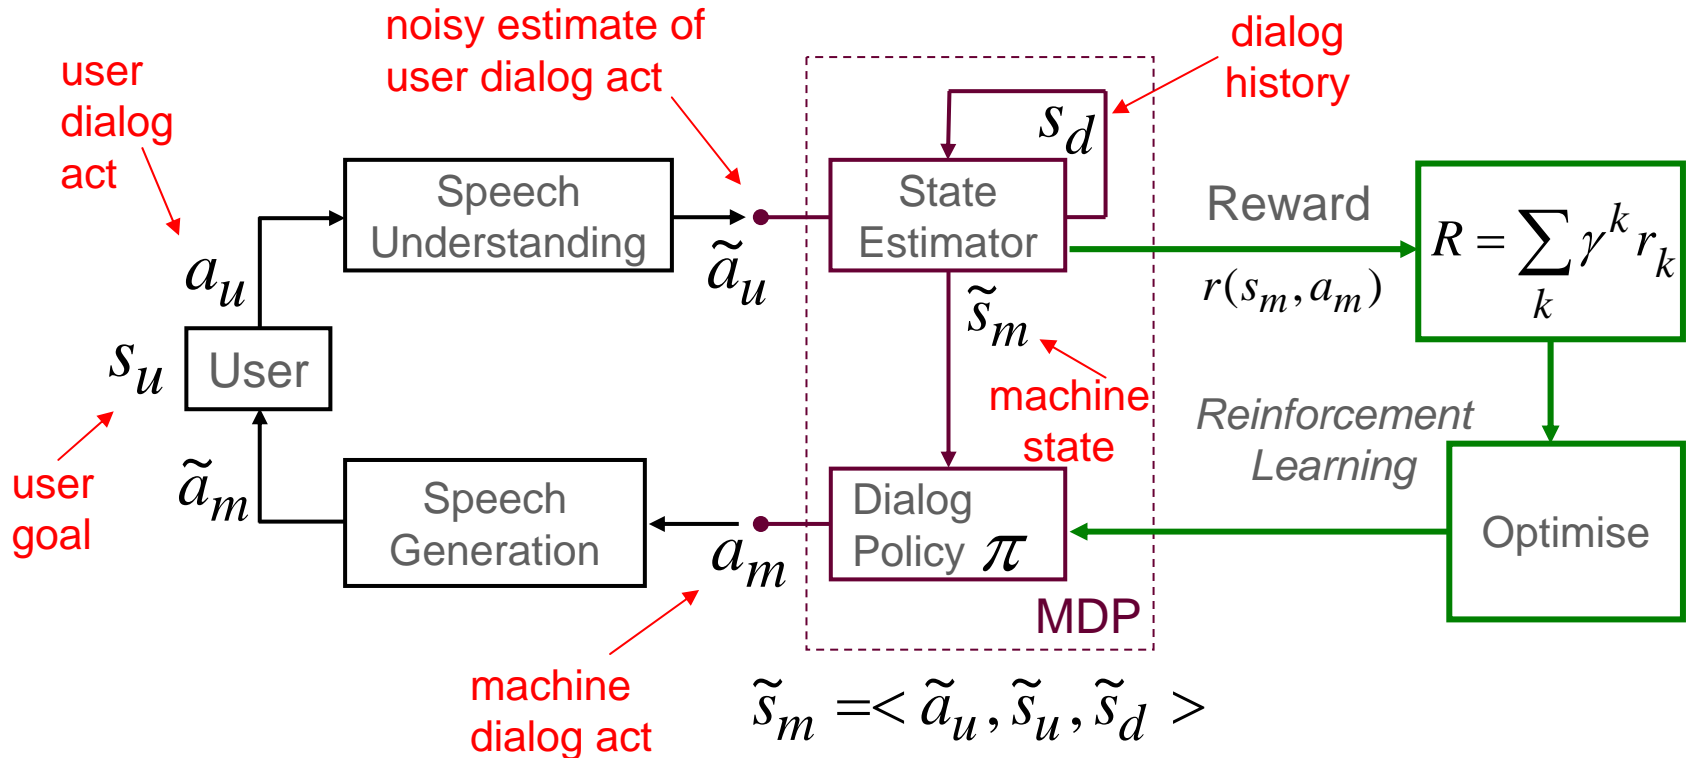 noisy estimate of
user dialog act
dialog
history
user
dialog
act
s_d
Speech
Understanding
State
Estimator
Reward
R = ∑_k γ^k r_k
a_u
ã_u
r(s_m, a_m)
s̃_m
s_u
User
machine
state
Reinforcement
Learning
user
goal
ã_m
Speech
Generation
a_m
Dialog
Policy π
Optimise
MDP
machine
dialog act
s̃_m =< ã_u, s̃_u, s̃_d >